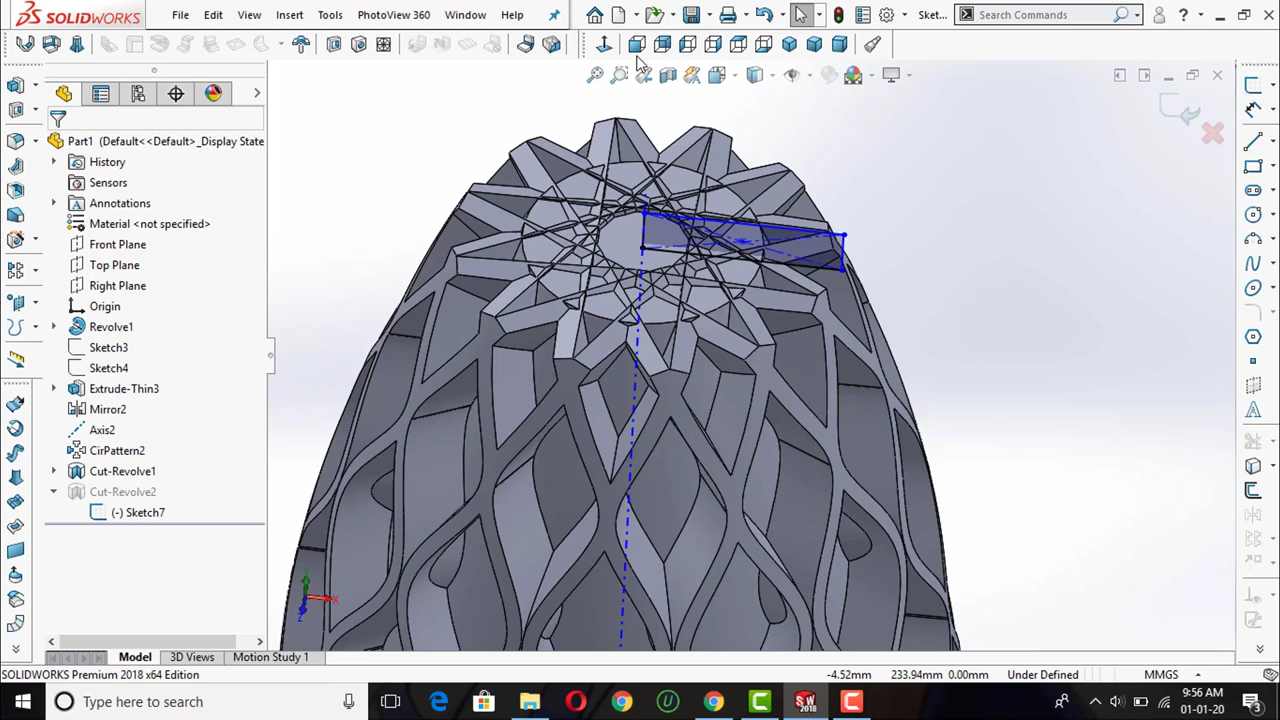 SOLIDWORKS File Edit View Insert Tools PhotoView 360 Window Help Sket... Search Commands ?
Part1 (Default<<Default>_Display State
History
Sensors
Annotations
Material <not specified>
Front Plane
Top Plane
Right Plane
Origin
Revolve1
Sketch3
Sketch4
Extrude-Thin3
Mirror2
Axis2
CirPattern2
Cut-Revolve1
Cut-Revolve2
(-) Sketch7
Y
X
Z
Model 3D Views Motion Study 1
SOLIDWORKS Premium 2018 x64 Edition -4.52mm 233.94mm 0.00mm Under Defined MMGS
Type here to search SW 2018 9:56 AM
01-01-20 3